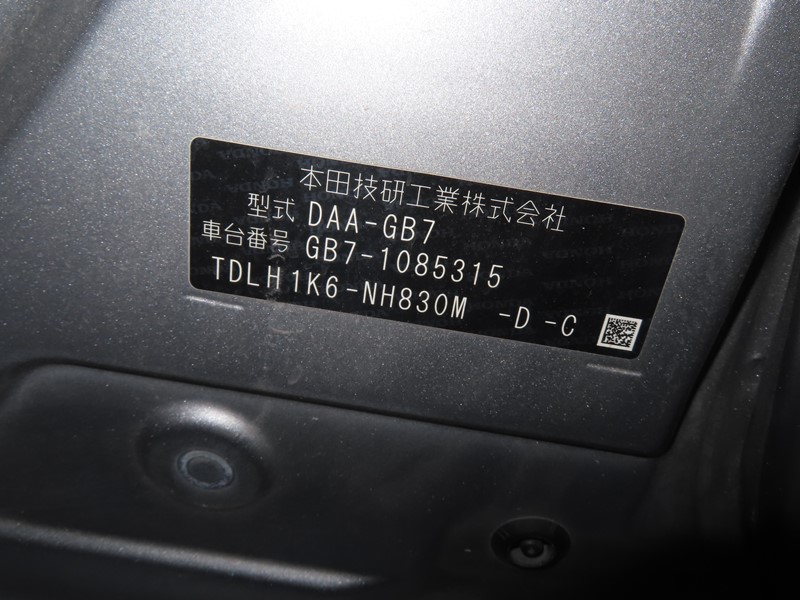 本田技研工業株式会社
型式 DAA-GB7
車台番号 GB7-1085315
TDLH1K6-NH830M -D -C